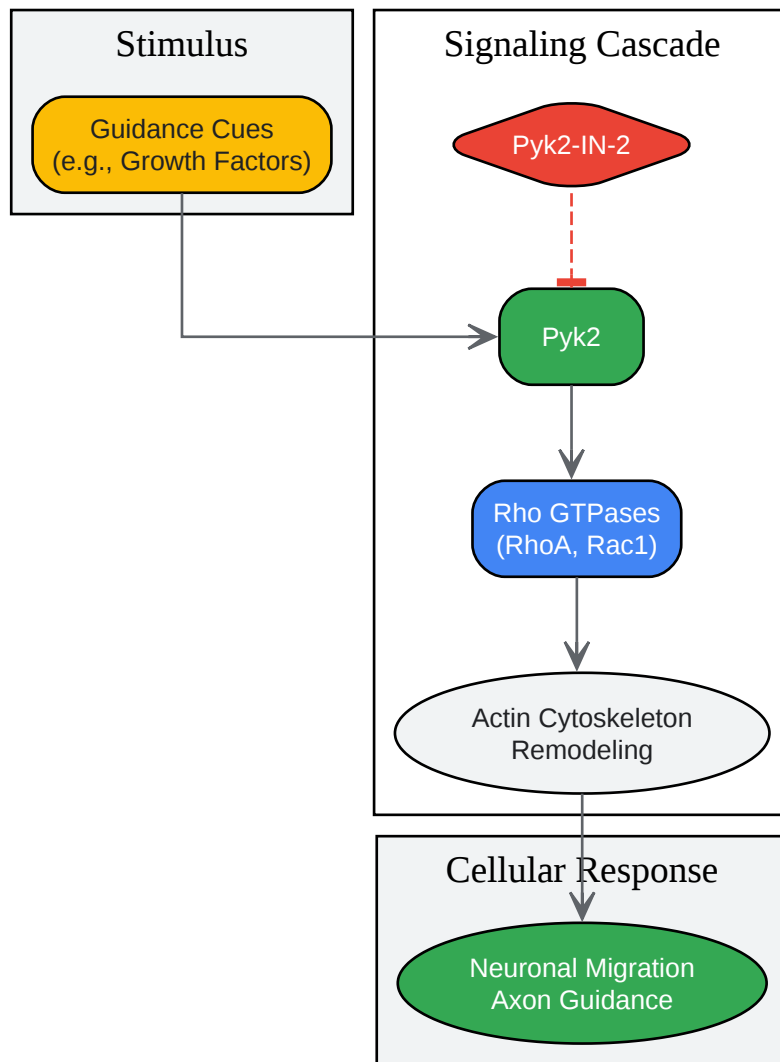 Stimulus
Guidance Cues
(e.g., Growth Factors)
Signaling Cascade
Pyk2-IN-2
Pyk2
Rho GTPases
(RhoA, Rac1)
Actin Cytoskeleton
Remodeling
Cellular Response
Neuronal Migration
Axon Guidance